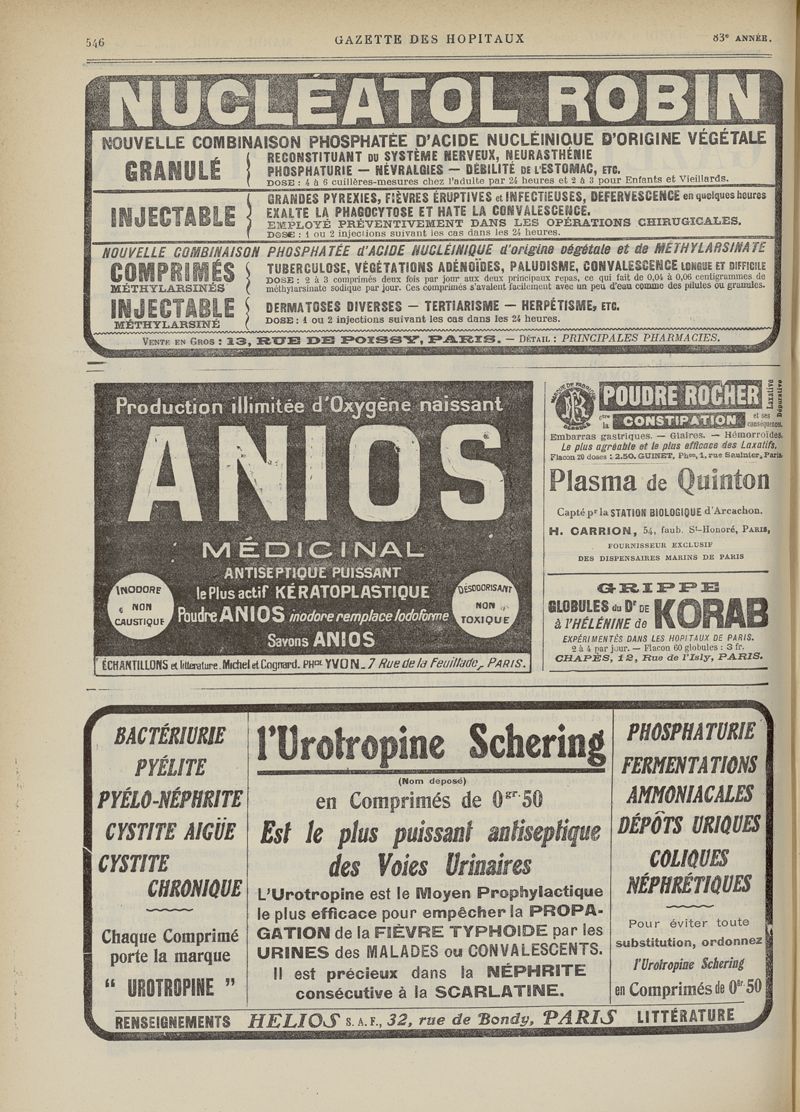 546
GAZETTE DES HOPITAUX
83e ANNÉE.
NUCLÉATOL ROBIN
NOUVELLE COMBINAISON PHOSPHATÉE D'ACIDE NUCLÉINIQUE D'ORIGINE VÉGÉTALE
GRANULÉ
RECONSTITUANT DU SYSTÈME NERVEUX, NEURASTHÉNIE
PHOSPHATURIE — NÉVRALGIES — DÉBILITÉ DE L'ESTOMAC, ETC.
DOSE : 4 à 6 cuillères-mesures chez l'adulte par 24 heures et 2 à 3 pour Enfants et Vieillards.
INJECTABLE
GRANDES PYREXIES, FIÈVRES ÉRUPTIVES et INFECTIEUSES, DEFERVESCENCE en quelques heures
EXALTE LA PHAGOCYTOSE ET HATE LA CONVALESCENCE.
EMPLOYÉ PRÉVENTIVEMENT DANS LES OPÉRATIONS CHIRUGICALES.
DOSE : 1 ou 2 injections suivant les cas dans les 24 heures.
NOUVELLE COMBINAISON PHOSPHATÉE d'ACIDE NUCLÉINIQUE d'origine végétale et de MÉTHYLARSINATE
COMPRIMÉS
MÉTHYLARSINÉS
TUBERCULOSE, VÉGÉTATIONS ADÉNOÏDES, PALUDISME, CONVALESCENCE LONGUE ET DIFFICILE
DOSE : 2 à 3 comprimés deux fois par jour aux deux principaux repas, ce qui fait de 0,04 à 0,06 centigrammes de
méthylarsinate sodique par jour. Ces comprimés s'avalent facilement avec un peu d'eau comme des pilules ou granules.
INJECTABLE
MÉTHYLARSINÉ
DERMATOSES DIVERSES — TERTIARISME — HERPÉTISME, ETC.
DOSE : 1 ou 2 injections suivant les cas dans les 24 heures.
VENTE EN GROS : 13, RUE DE POISSY, PARIS. — DÉTAIL : PRINCIPALES PHARMACIES.
Production illimitée d'Oxygène naissant
ANIOS
MÉDICINAL
ANTISEPTIQUE PUISSANT
le Plus actif KÉRATOPLASTIQUE
Poudre ANIOS inodore remplace Iodoforme
Savons ANIOS
INODORE
NON
CAUSTIQUE
DÉSODORISANT
NON
TOXIQUE
ÉCHANTILLONS et litterature. Michel et Cognard. PHcie YVON_ 7 Rue de la Feuillade_ PARIS.
MARQUE DE FABRIQUE
POUDRE ROCHER
Laxative
Dépurative
ctre la CONSTIPATION et ses conséquences.
Embarras gastriques. — Glaires. — Hémorroïdes.
Le plus agréable et le plus efficace des Laxatifs.
Flacon 20 doses : 2.50. GUINET, Phen, 1, rue Saulnier, Paris
Plasma de Quinton
Capté pr la STATION BIOLOGIQUE d'Arcachon.
H. CARRION, 54, faub. St-Honoré, PARIS,
FOURNISSEUR EXCLUSIF
DES DISPENSAIRES MARINS DE PARIS
GRIPPE
GLOBULES du Dr DE KORAB
à l'HÉLÉNINE de
EXPÉRIMENTÉS DANS LES HOPITAUX DE PARIS.
2 à 4 par jour. — Flacon 60 globules : 3 fr.
CHAPÈS, 12, Rue de l'Isly, PARIS.
BACTÉRIURIE
PYÉLITE
PYÉLO-NÉPHRITE
CYSTITE AIGÜE
CYSTITE
CHRONIQUE
Chaque Comprimé
porte la marque
“ UROTROPINE ”
l'Urotropine Schering
(Nom déposé)
en Comprimés de 0gr.50
Est le plus puissant antiseptique
des Voies Urinaires
L'Urotropine est le Moyen Prophylactique
le plus efficace pour empêcher la PROPA-
GATION de la FIÈVRE TYPHOIDE par les
URINES des MALADES ou CONVALESCENTS.
Il est précieux dans la NÉPHRITE
consécutive à la SCARLATINE.
PHOSPHATURIE
FERMENTATIONS
AMMONIACALES
DÉPÔTS URIQUES
COLIQUES
NÉPHRÉTIQUES
Pour éviter toute
substitution, ordonnez
l'Urotropine Schering
en Comprimés de 0gr 50
RENSEIGNEMENTS HELIOS S. A. F., 32, rue de Bondy, PARIS LITTÉRATURE